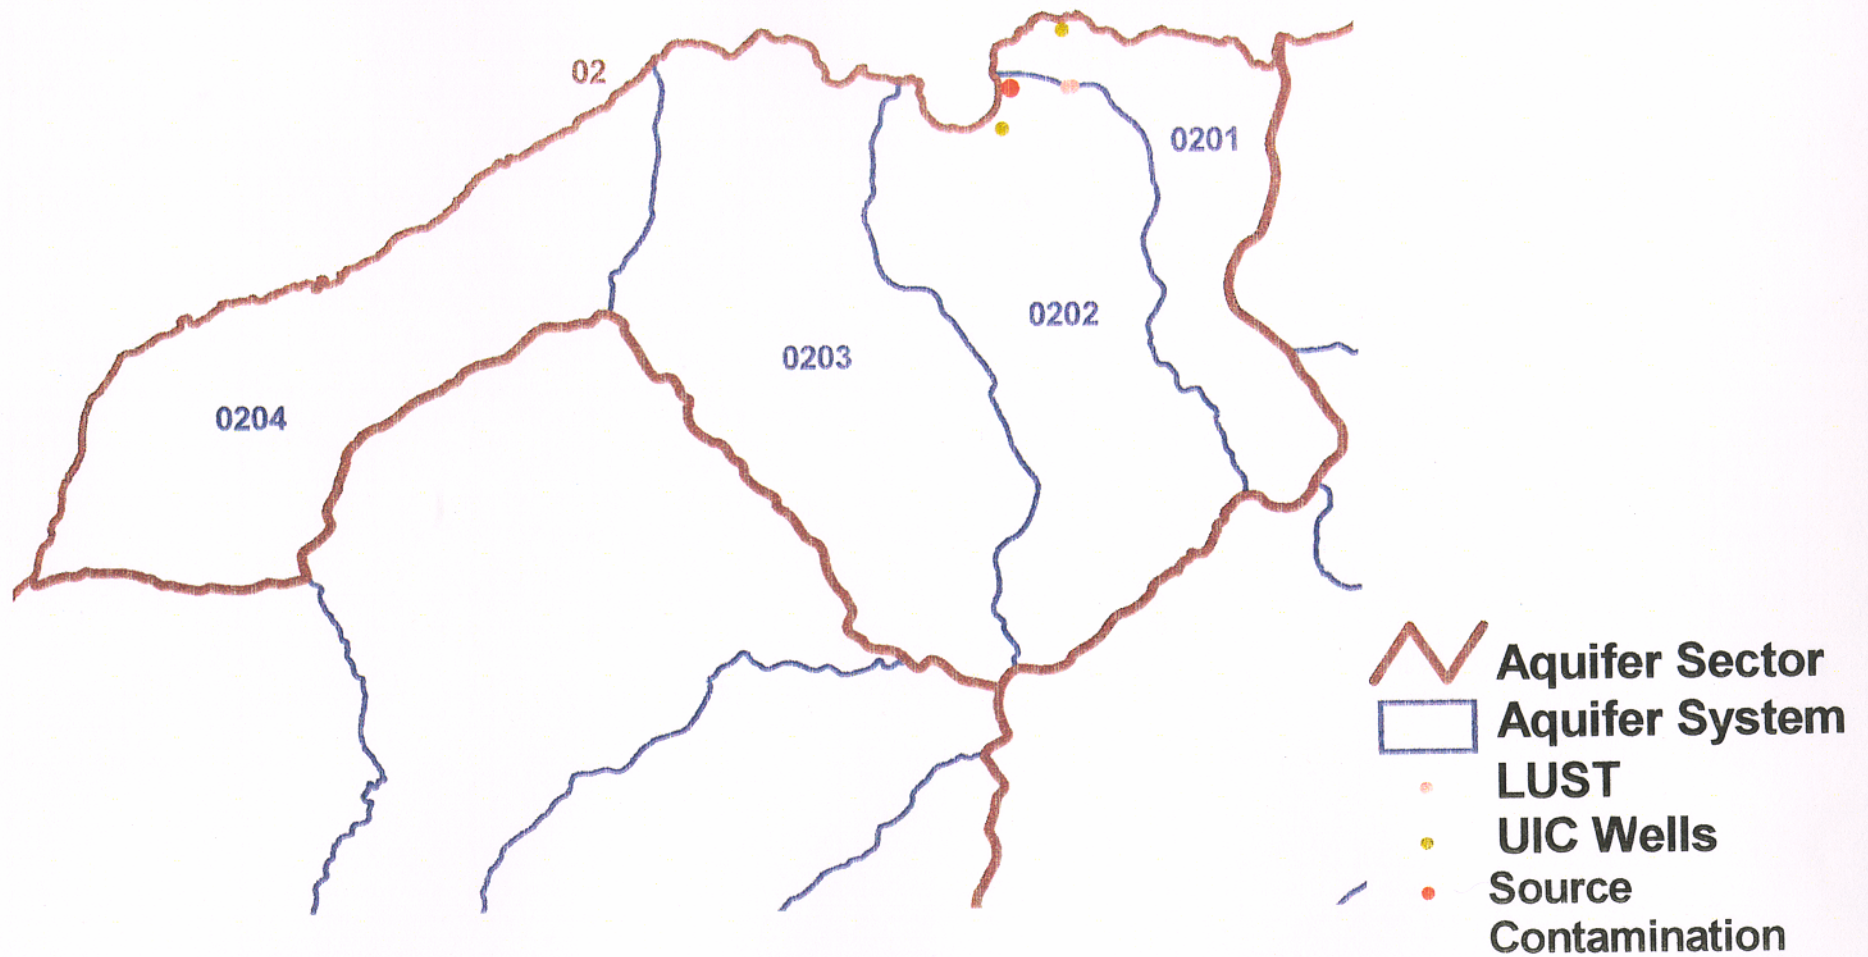 02
0201
0202
0203
0204
Aquifer Sector
Aquifer System
LUST
UIC Wells
Source
Contamination